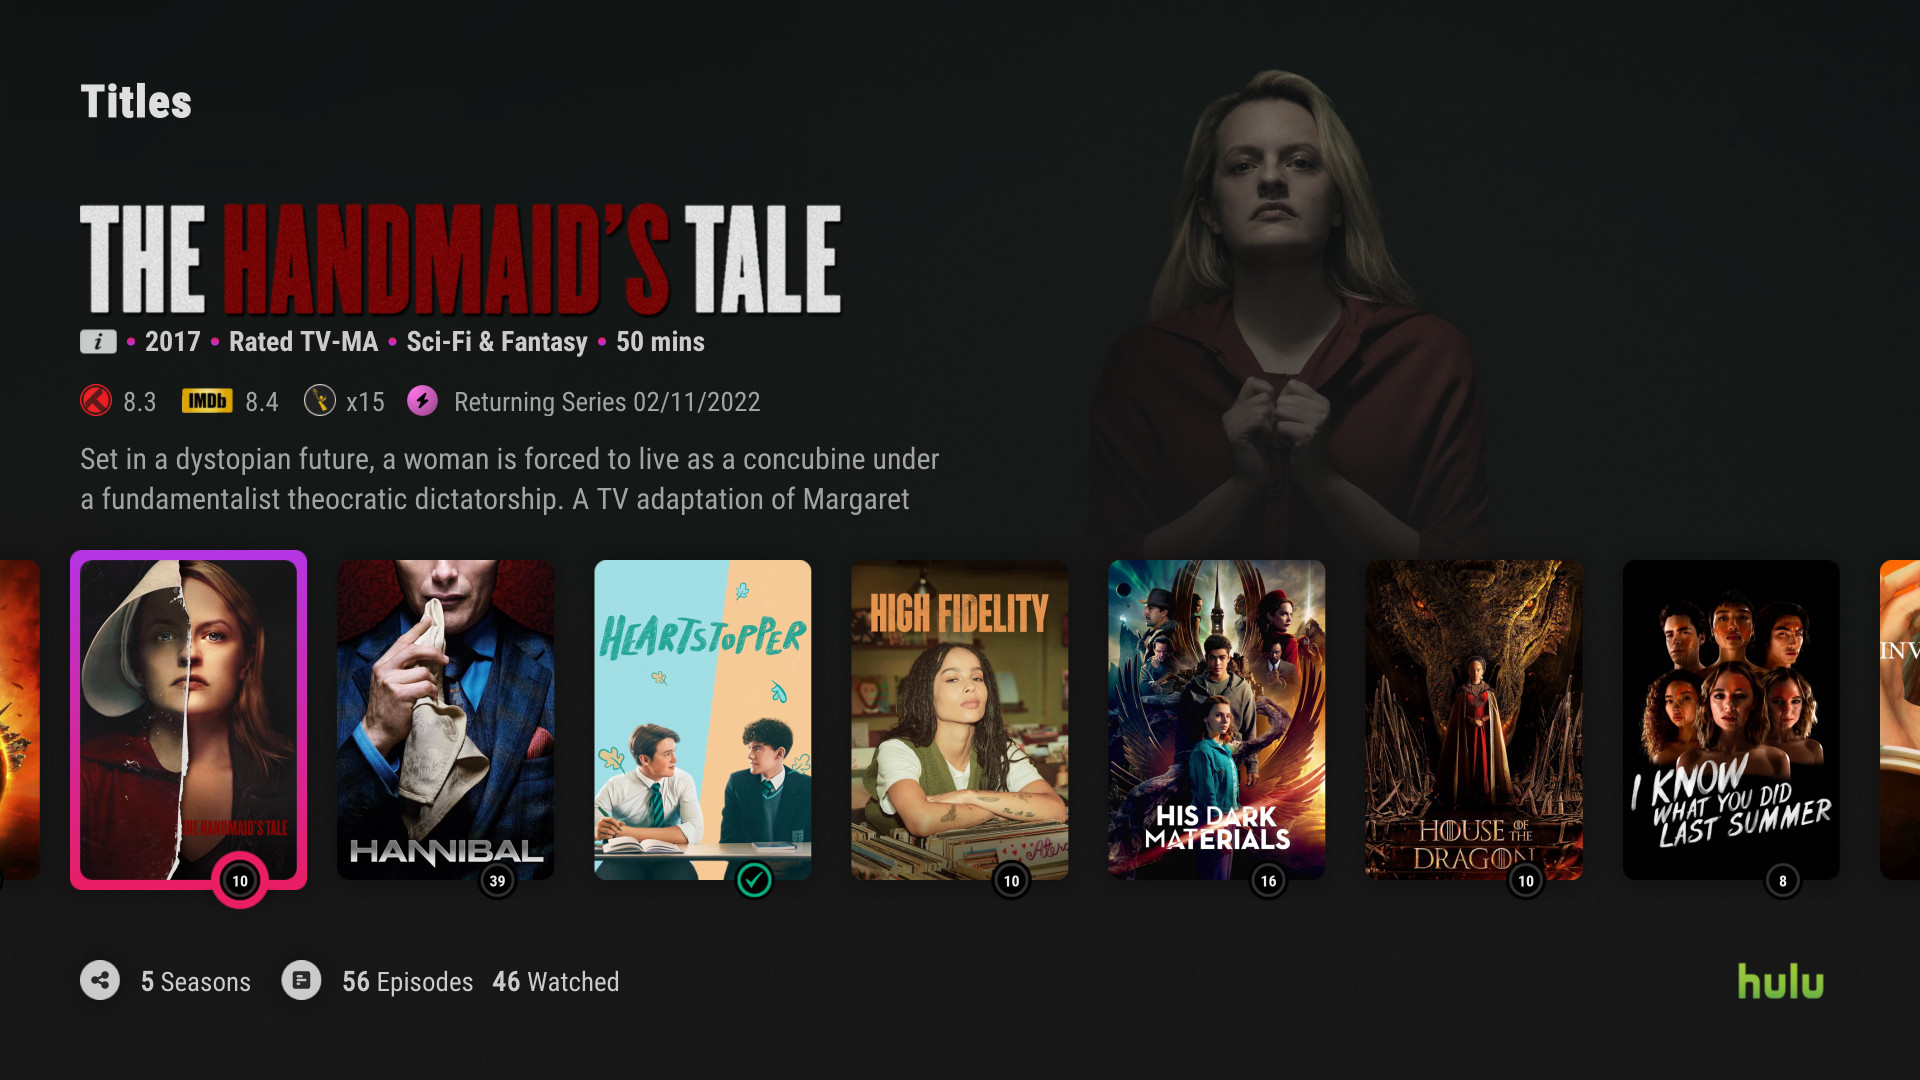 Titles
THE HANDMAID'S TALE
i • 2017 • Rated TV-MA • Sci-Fi & Fantasy • 50 mins
8.3 IMDb 8.4 x15 Returning Series 02/11/2022
Set in a dystopian future, a woman is forced to live as a concubine under
a fundamentalist theocratic dictatorship. A TV adaptation of Margaret
THE HANDMAID'S TALE
10
HANNIBAL
39
HEARTSTOPPER
HIGH FIDELITY
10
HIS DARK
MATERIALS
16
HOUSE OF THE
DRAGON
10
I KNOW
WHAT YOU DID
LAST SUMMER
8
INV
5 Seasons 56 Episodes 46 Watched
hulu